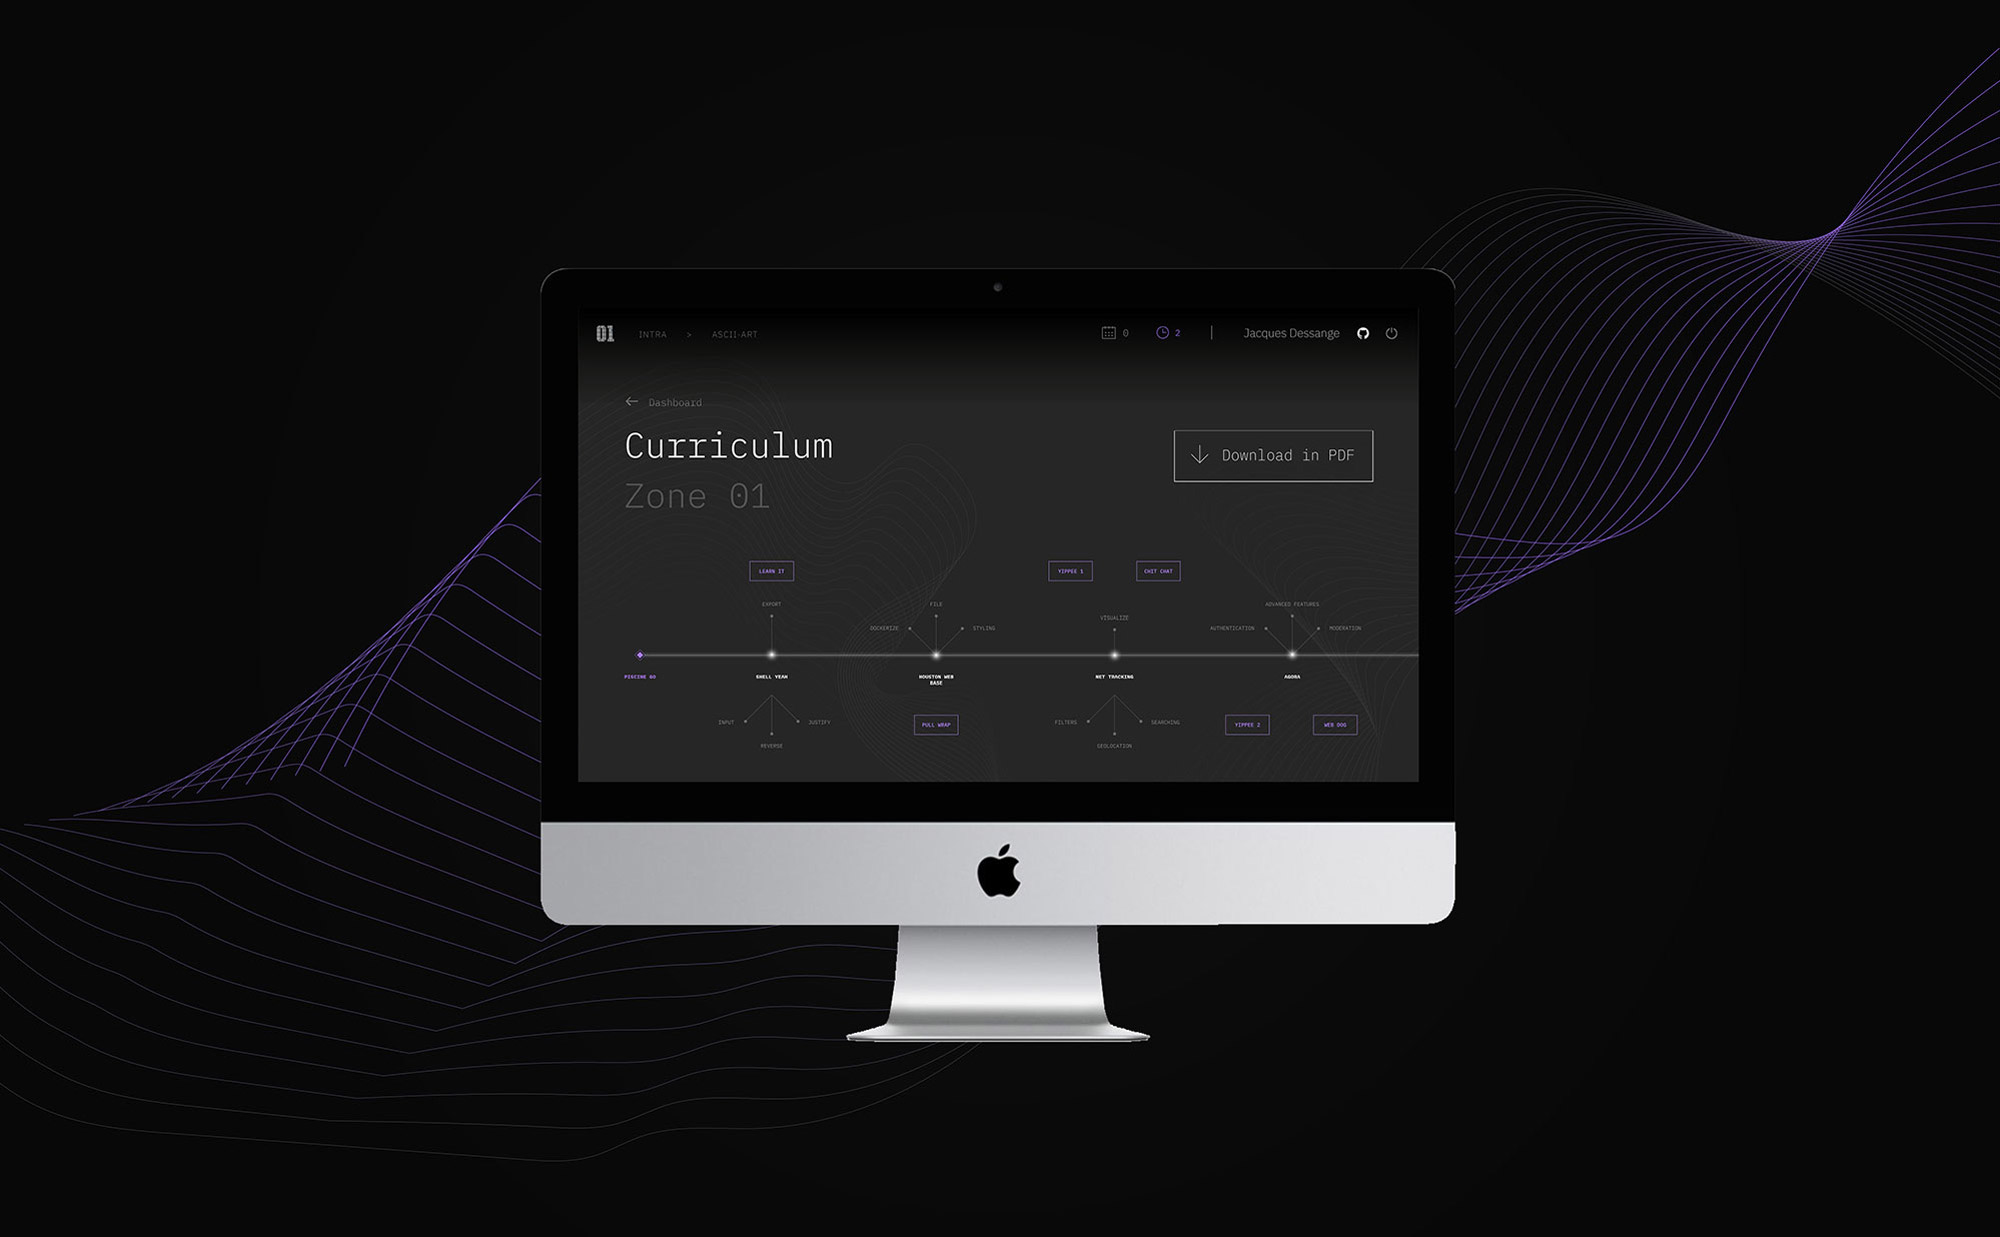 01 INTRA > ASCII-ART 0 2 Jacques Dessange
Dashboard
Curriculum
Download in PDF
Zone 01
LEARN IT YIPPEE 1 CHIT CHAT
EXPORT FILE ADVANCED FEATURES
VISUALIZE
DOCKERIZE STYLING AUTHENTICATION MODERATION
PISCINE GO SHELL YEAH HOUSTON WEB NET TRACKING AGORA
BASE
INPUT JUSTIFY PULL WRAP FILTERS SEARCHING YIPPEE 2 WEB DOG
REVERSE GEOLOCATION